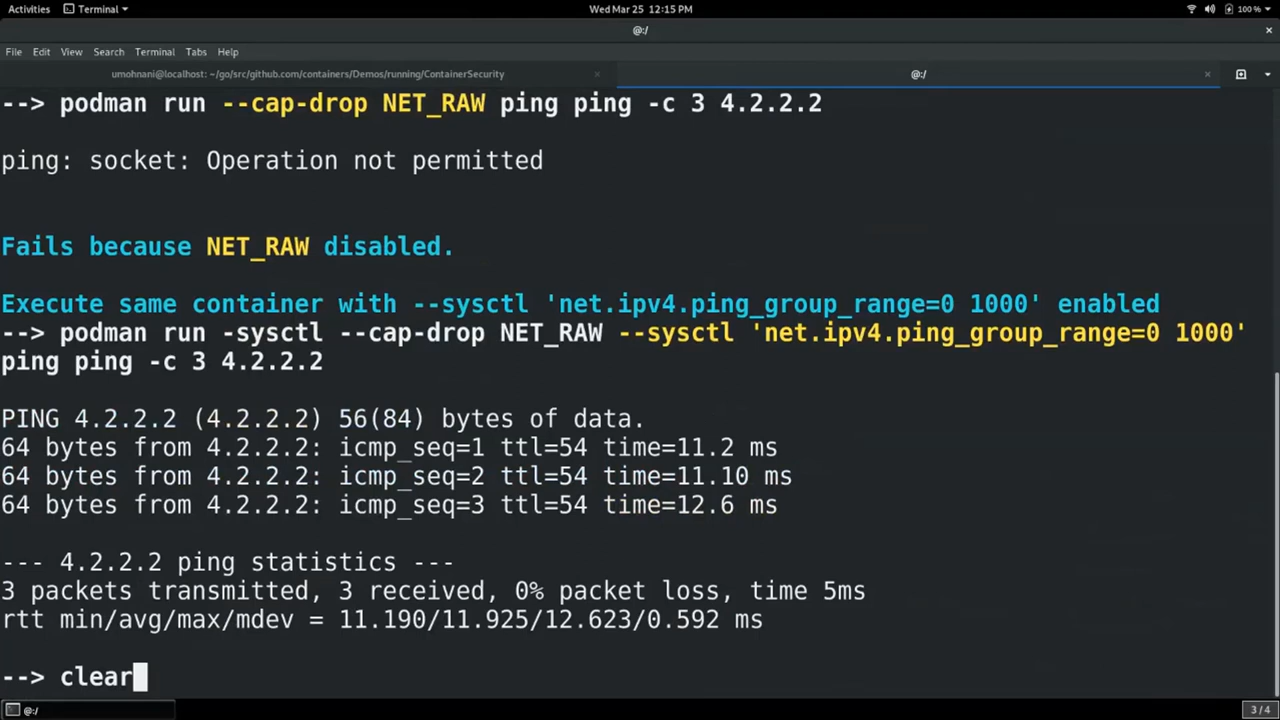 Activities Terminal Wed Mar 25 12:15 PM 100 %
@:/
File Edit View Search Terminal Tabs Help
umohnani@localhost: ~/go/src/github.com/containers/Demos/running/ContainerSecurity @:/
--> podman run --cap-drop NET_RAW ping ping -c 3 4.2.2.2
ping: socket: Operation not permitted
Fails because NET_RAW disabled.
Execute same container with --sysctl 'net.ipv4.ping_group_range=0 1000' enabled
--> podman run -sysctl --cap-drop NET_RAW --sysctl 'net.ipv4.ping_group_range=0 1000'
ping ping -c 3 4.2.2.2
PING 4.2.2.2 (4.2.2.2) 56(84) bytes of data.
64 bytes from 4.2.2.2: icmp_seq=1 ttl=54 time=11.2 ms
64 bytes from 4.2.2.2: icmp_seq=2 ttl=54 time=11.10 ms
64 bytes from 4.2.2.2: icmp_seq=3 ttl=54 time=12.6 ms
--- 4.2.2.2 ping statistics ---
3 packets transmitted, 3 received, 0% packet loss, time 5ms
rtt min/avg/max/mdev = 11.190/11.925/12.623/0.592 ms
--> clear
@:/ 3 / 4